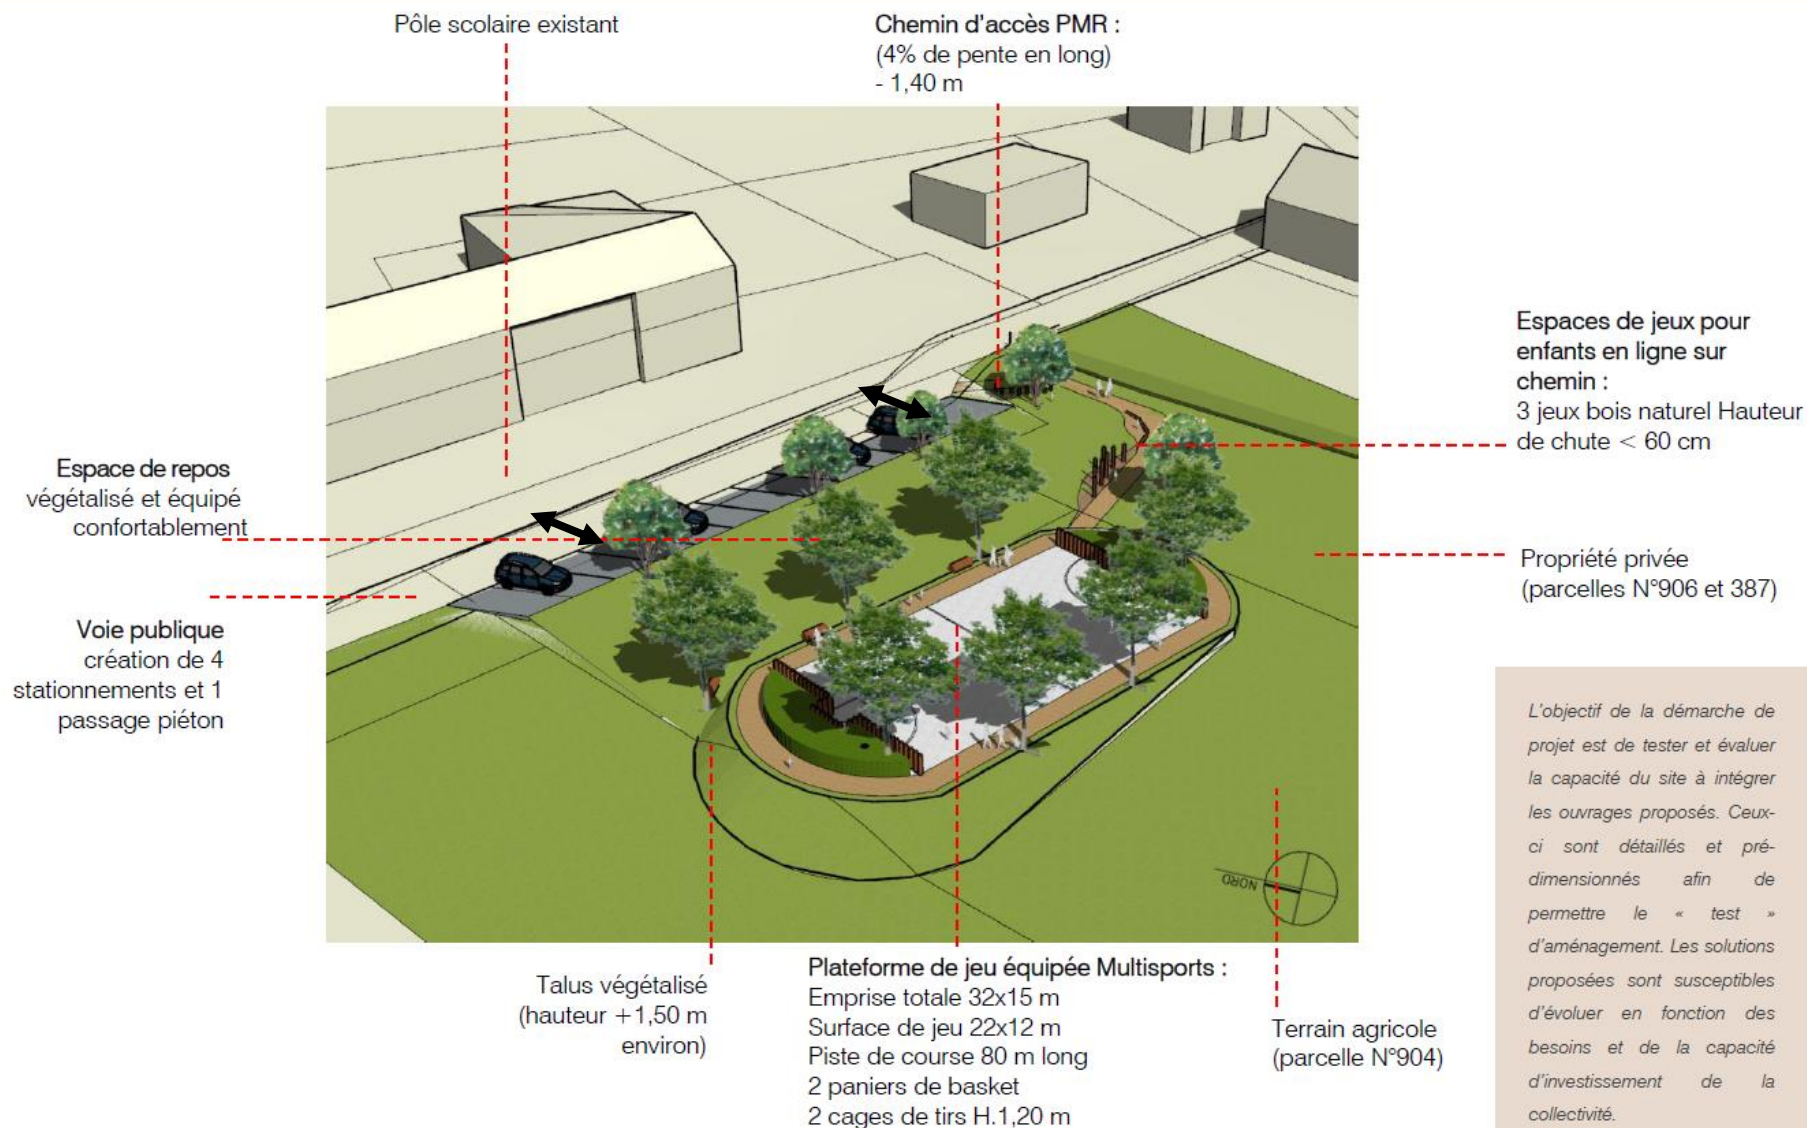 Pôle scolaire existant
Chemin d'accès PMR :
(4% de pente en long)
- 1,40 m
Espaces de jeux pour
enfants en ligne sur
chemin :
3 jeux bois naturel Hauteur
de chute < 60 cm
Espace de repos
végétalisé et équipé
confortablement
Propriété privée
(parcelles N°906 et 387)
Voie publique
création de 4
stationnements et 1
passage piéton
L'objectif de la démarche de
projet est de tester et évaluer
la capacité du site à intégrer
les ouvrages proposés. Ceux-
ci sont détaillés et pré-
dimensionnés afin de
permettre le « test »
d'aménagement. Les solutions
proposées sont susceptibles
d'évoluer en fonction des
besoins et de la capacité
d'investissement de la
collectivité.
NORD
Talus végétalisé
(hauteur +1,50 m
environ)
Plateforme de jeu équipée Multisports :
Emprise totale 32x15 m
Surface de jeu 22x12 m
Piste de course 80 m long
2 paniers de basket
2 cages de tirs H.1,20 m
Terrain agricole
(parcelle N°904)